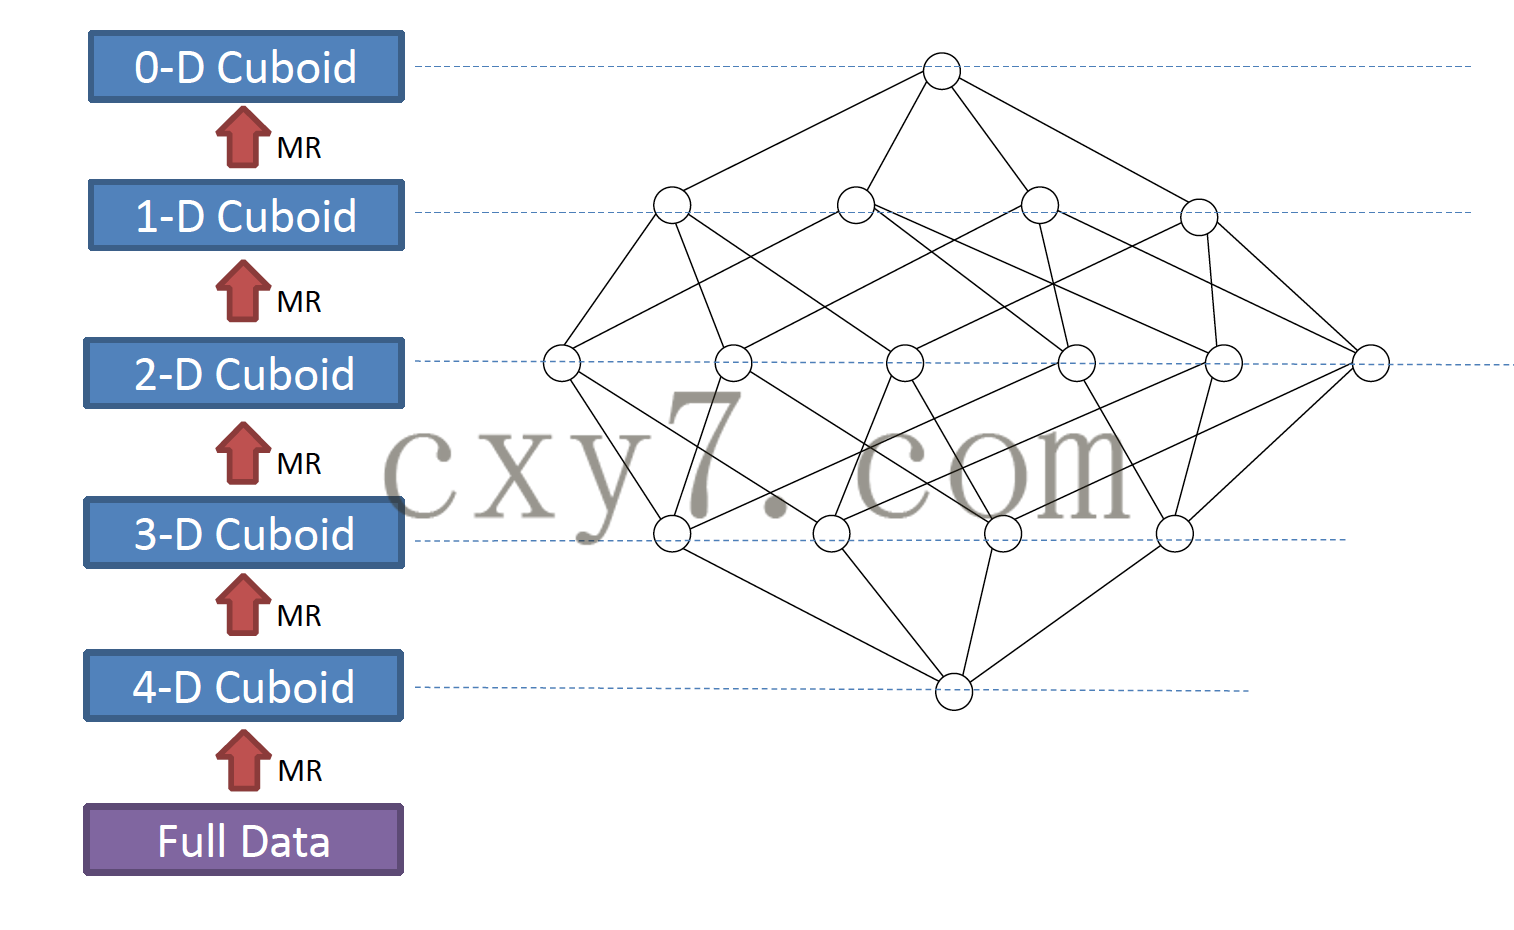 0-D Cuboid
MR
1-D Cuboid
MR
2-D Cuboid
MR
3-D Cuboid
MR
4-D Cuboid
MR
Full Data
cxy7.com